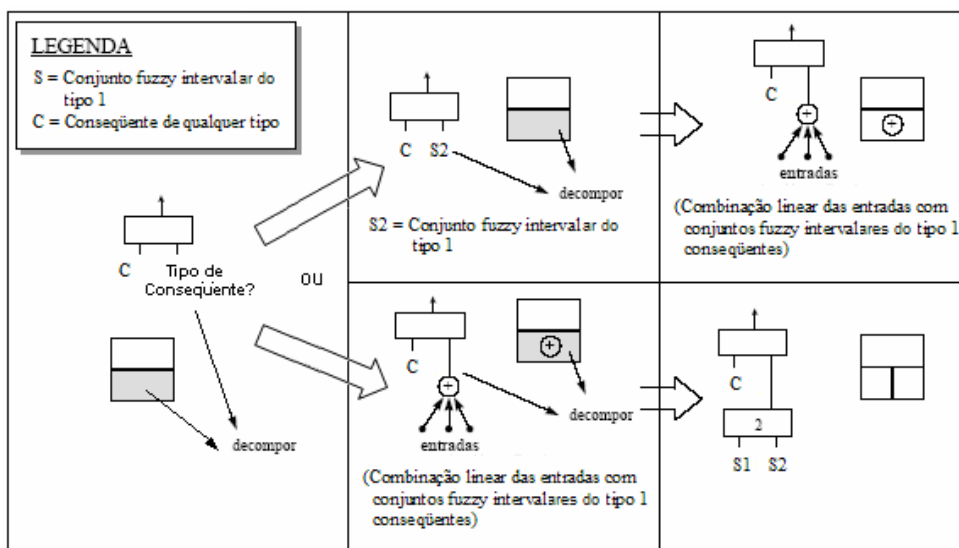 LEGENDA
S = Conjunto fuzzy intervalar do
tipo 1
C = Conseqüente de qualquer tipo
C
Tipo de
Conseqüente?
decompor
OU
C S2
decompor
S2 = Conjunto fuzzy intervalar do
tipo 1
C
entradas
(Combinação linear das entradas com
conjuntos fuzzy intervalares do tipo 1
conseqüentes)
C
entradas
decompor
(Combinação linear das entradas com
conjuntos fuzzy intervalares do tipo 1
conseqüentes)
C
2
S1 S2